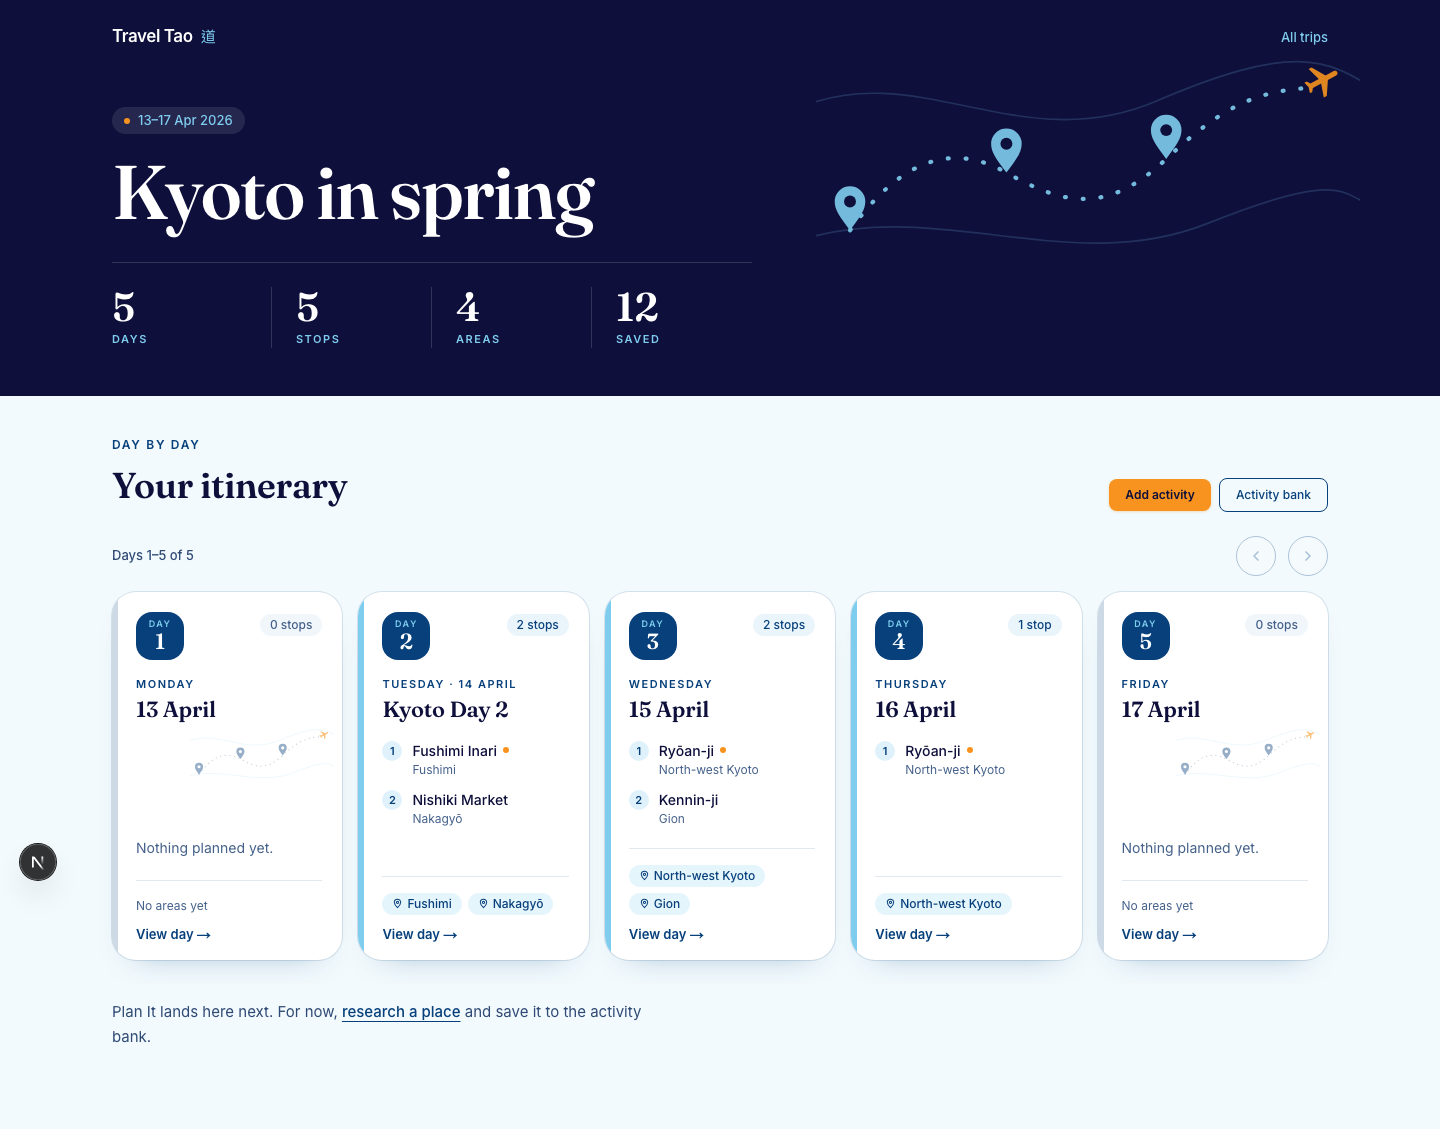 Travel Tao 道
All trips
13–17 Apr 2026
Kyoto in spring
5
DAYS
5
STOPS
4
AREAS
12
SAVED
DAY BY DAY
Your itinerary
Add activity
Activity bank
Days 1–5 of 5
DAY
1
0 stops
MONDAY
13 April
Nothing planned yet.
No areas yet
View day →
DAY
2
2 stops
TUESDAY · 14 APRIL
Kyoto Day 2
1 Fushimi Inari
Fushimi
2 Nishiki Market
Nakagyō
Fushimi Nakagyō
View day →
DAY
3
2 stops
WEDNESDAY
15 April
1 Ryōan-ji
North-west Kyoto
2 Kennin-ji
Gion
North-west Kyoto
Gion
View day →
DAY
4
1 stop
THURSDAY
16 April
1 Ryōan-ji
North-west Kyoto
North-west Kyoto
View day →
DAY
5
0 stops
FRIDAY
17 April
Nothing planned yet.
No areas yet
View day →
N
Plan It lands here next. For now, research a place and save it to the activity
bank.